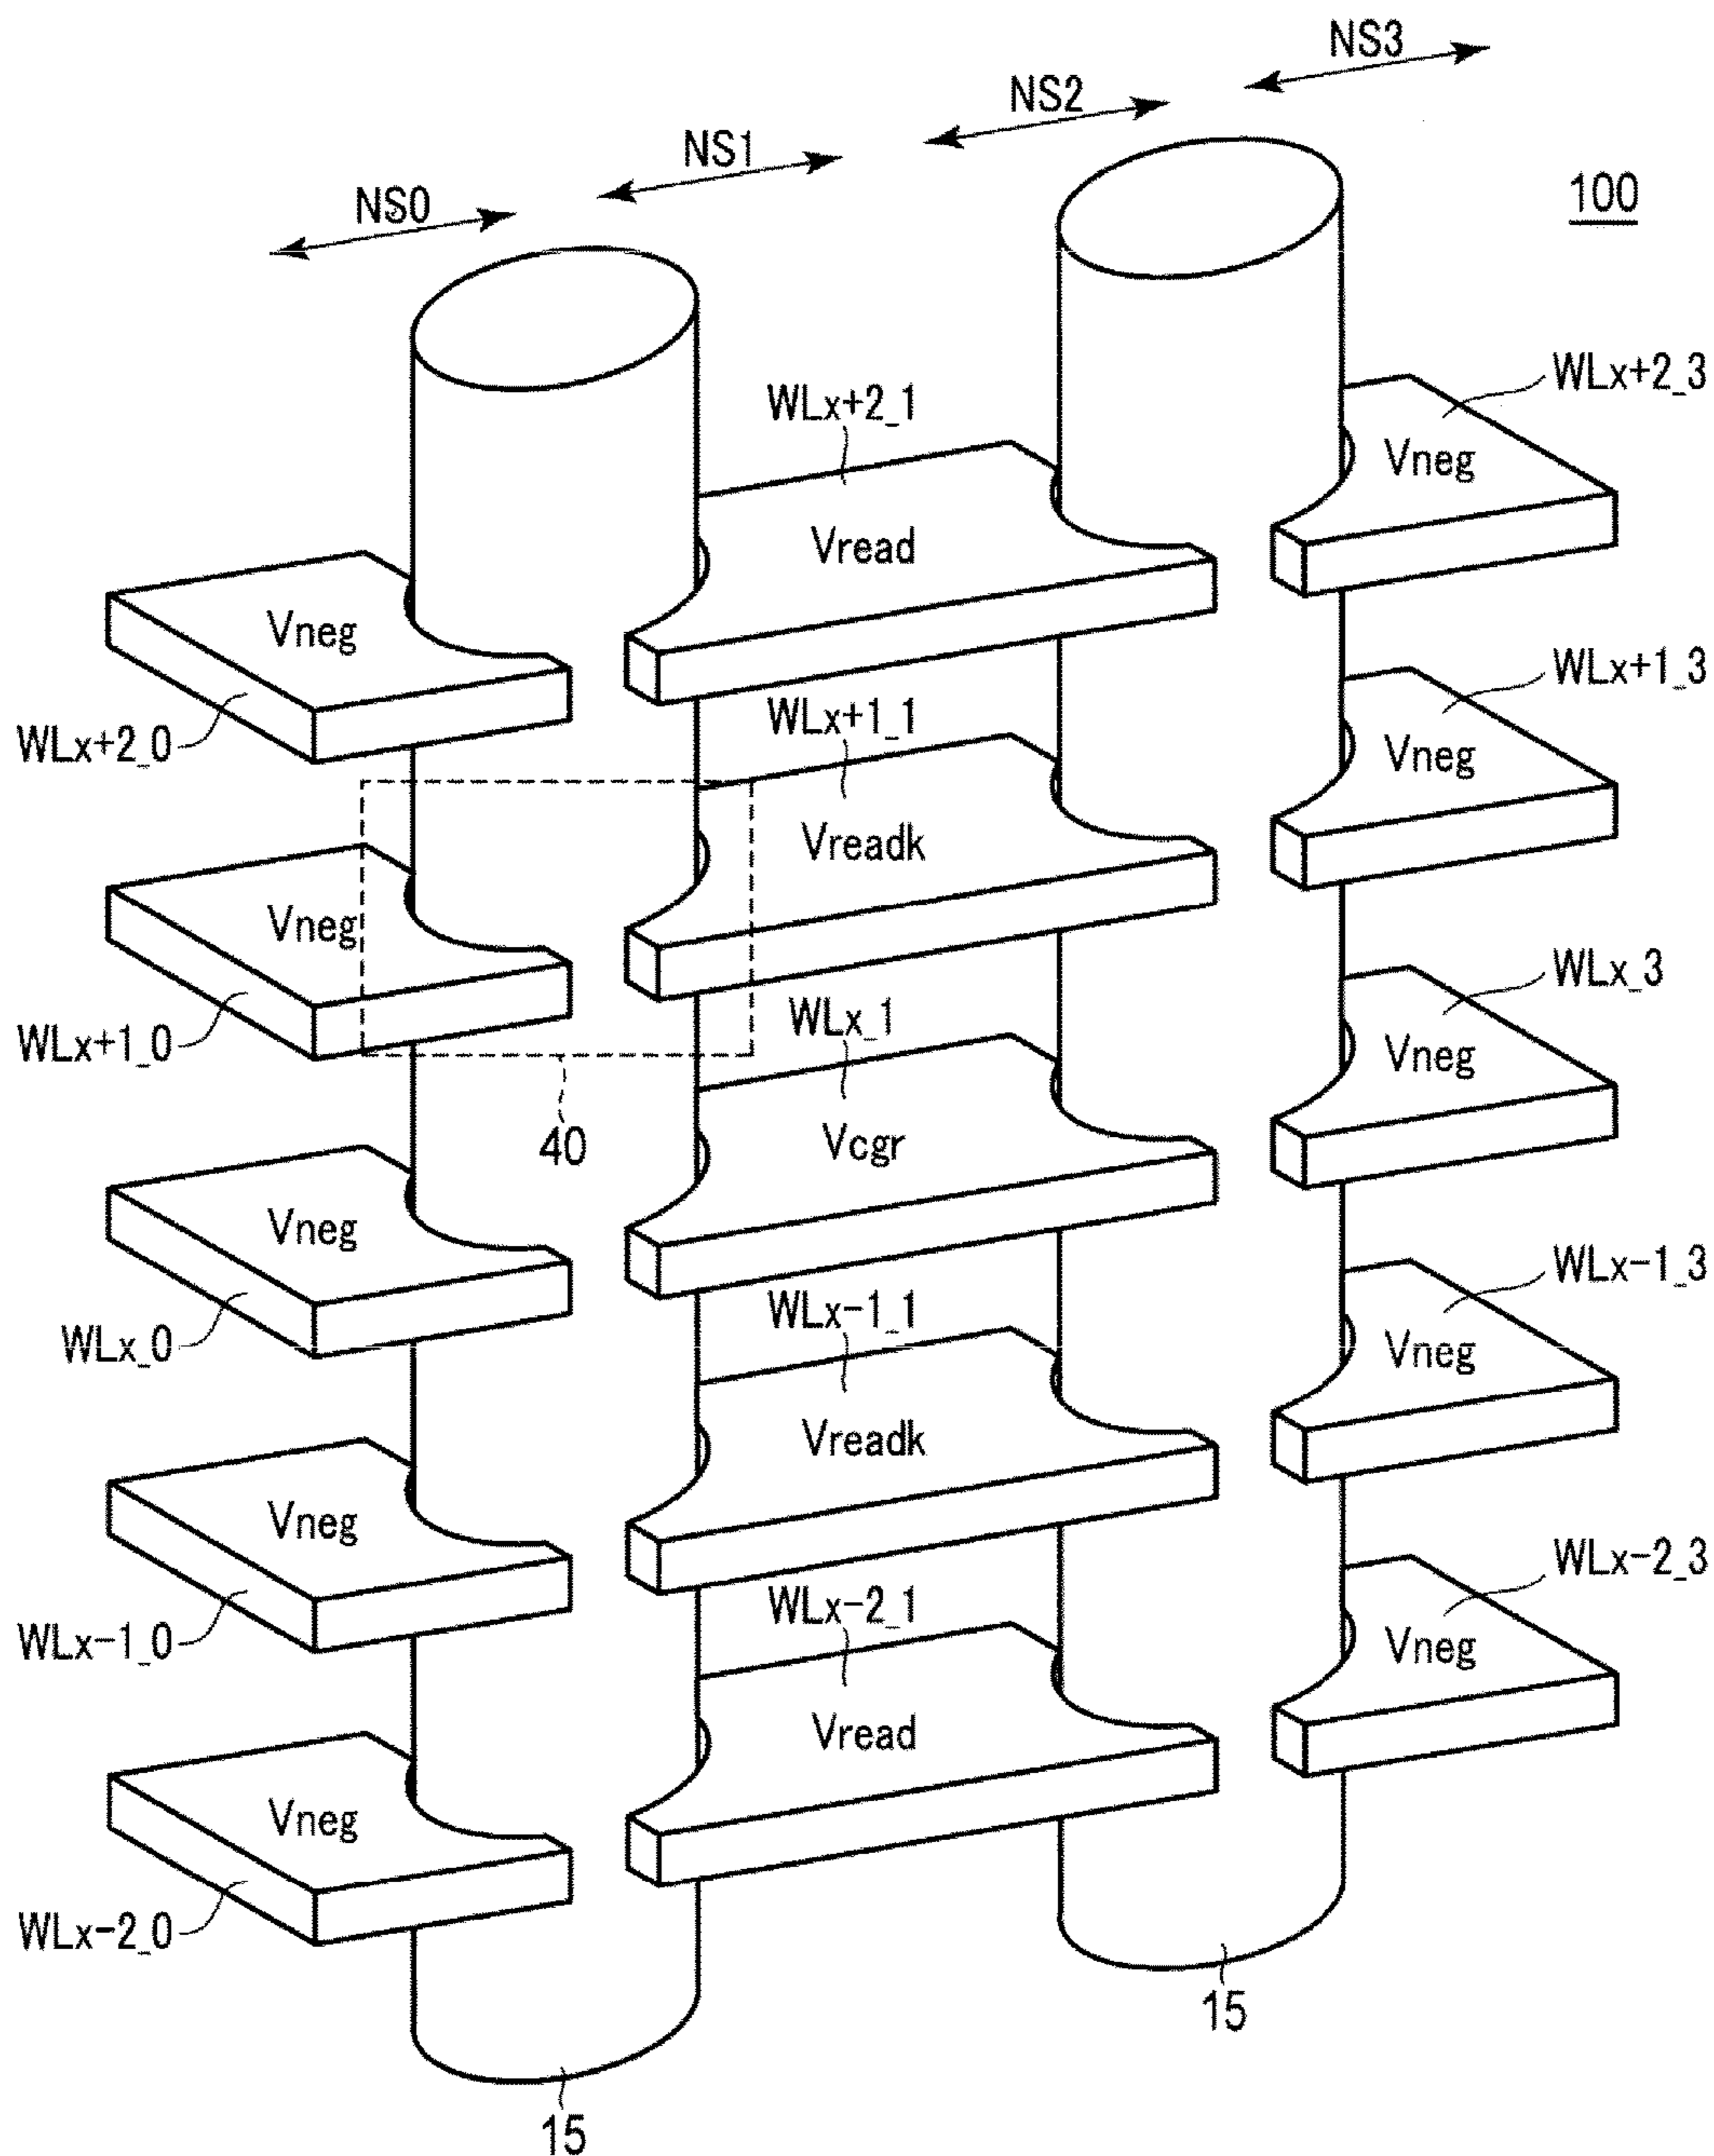 NS3
NS2
NS1
NS0
100
WLx+2_3
WLx+2_1
Vneg
Vread
Vneg
WLx+2_0
WLx+1_3
WLx+1_1
Vneg
Vreadk
Vneg
WLx+1_0
WLx_3
WLx_1
Vneg
40
Vcgr
Vneg
WLx_0
WLx-1_3
WLx-1_1
Vneg
Vreadk
Vneg
WLx-1_0
WLx-2_3
WLx-2_1
Vneg
Vread
Vneg
WLx-2_0
15
15